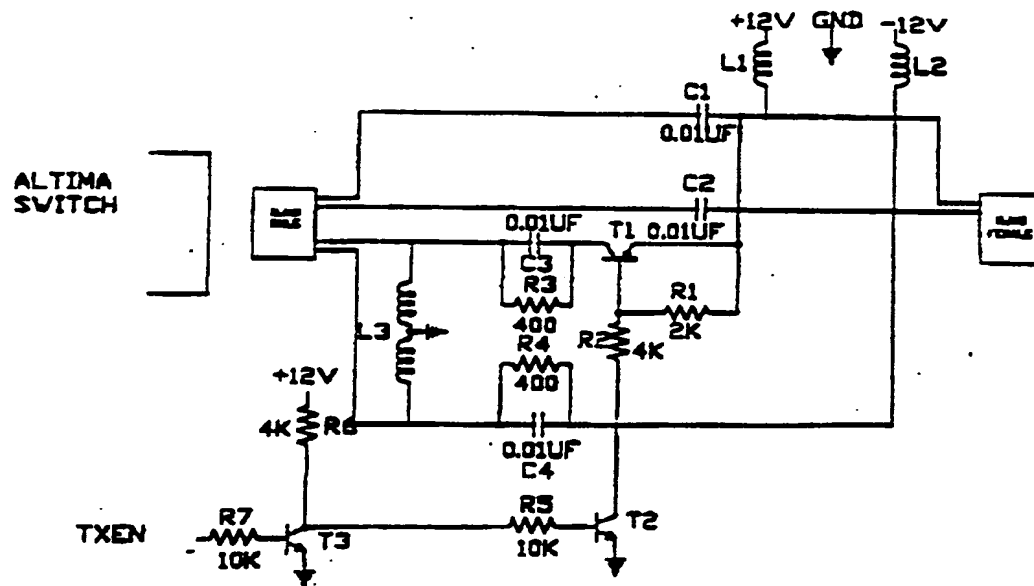 +12V GND -12V
L1
L2
C1
0.01UF
ALTIMA
SWITCH
C2
0.01UF
0.01UF
T1
C3
R3
400
R1
2K
R2
4K
L3
R4
400
+12V
4K
0.01UF
C4
R5
10K
T2
TXEN
R7
10K
T3
FEMALE